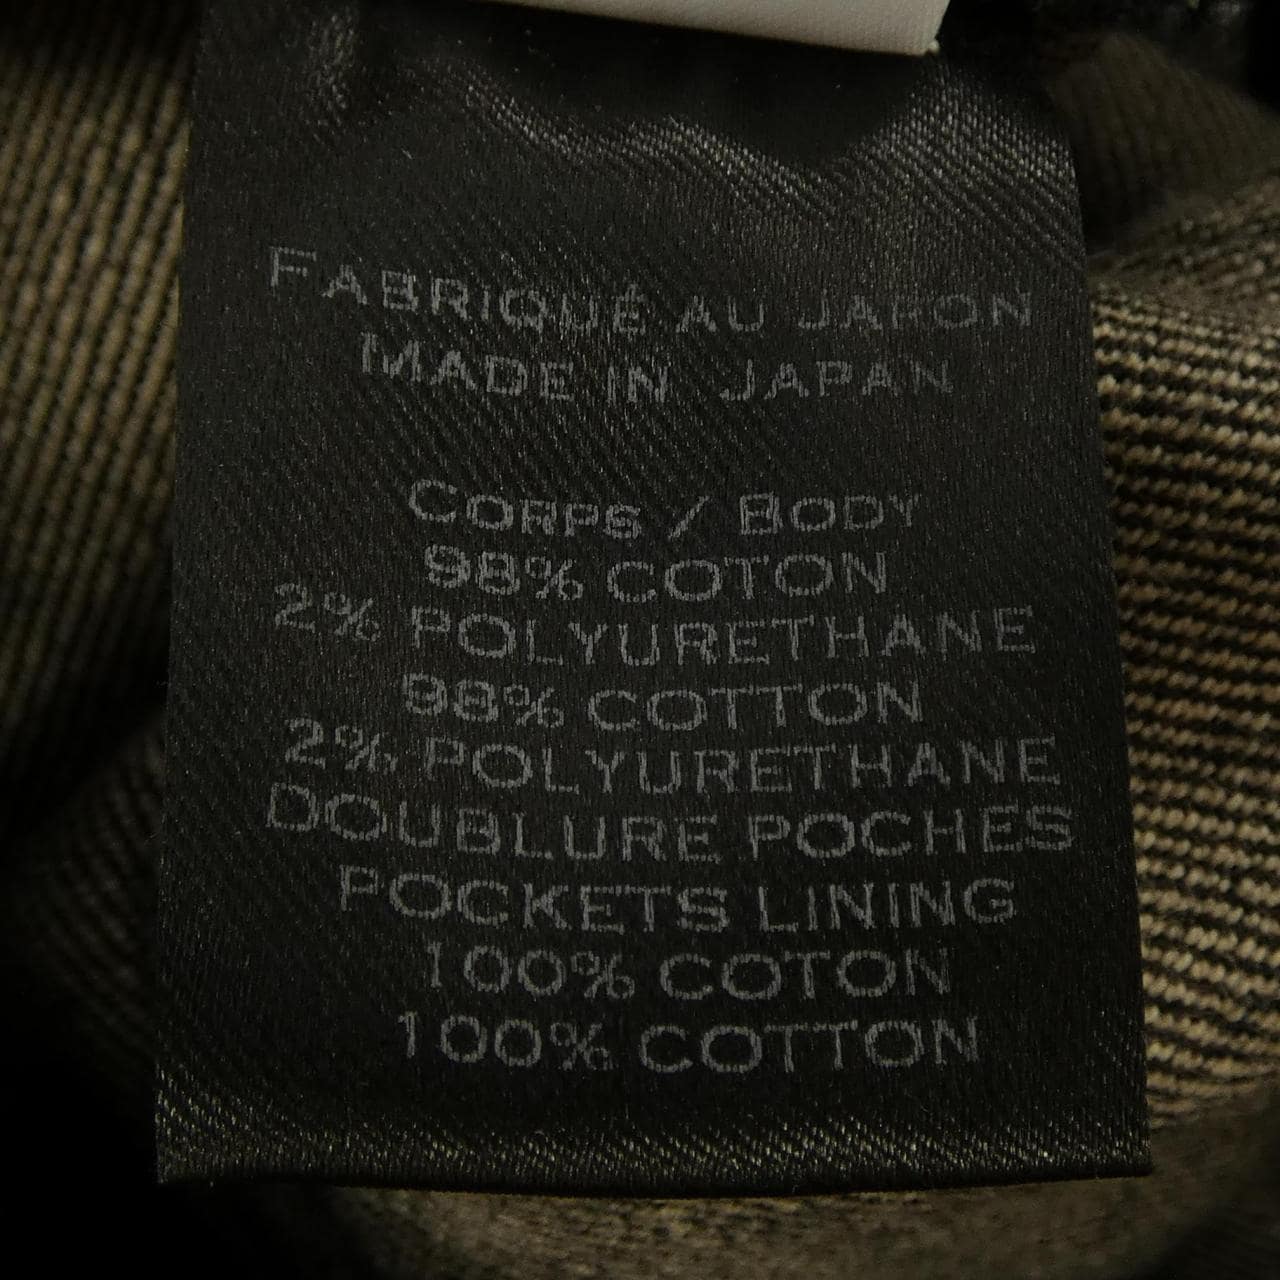 FABRIQUÉ AU JAPON
MADE IN JAPAN
CORPS / BODY
98% COTON
2% POLYURETHANE
98% COTTON
2% POLYURETHANE
DOUBLURE POCHES
POCKETS LINING
100% COTON
100% COTTON